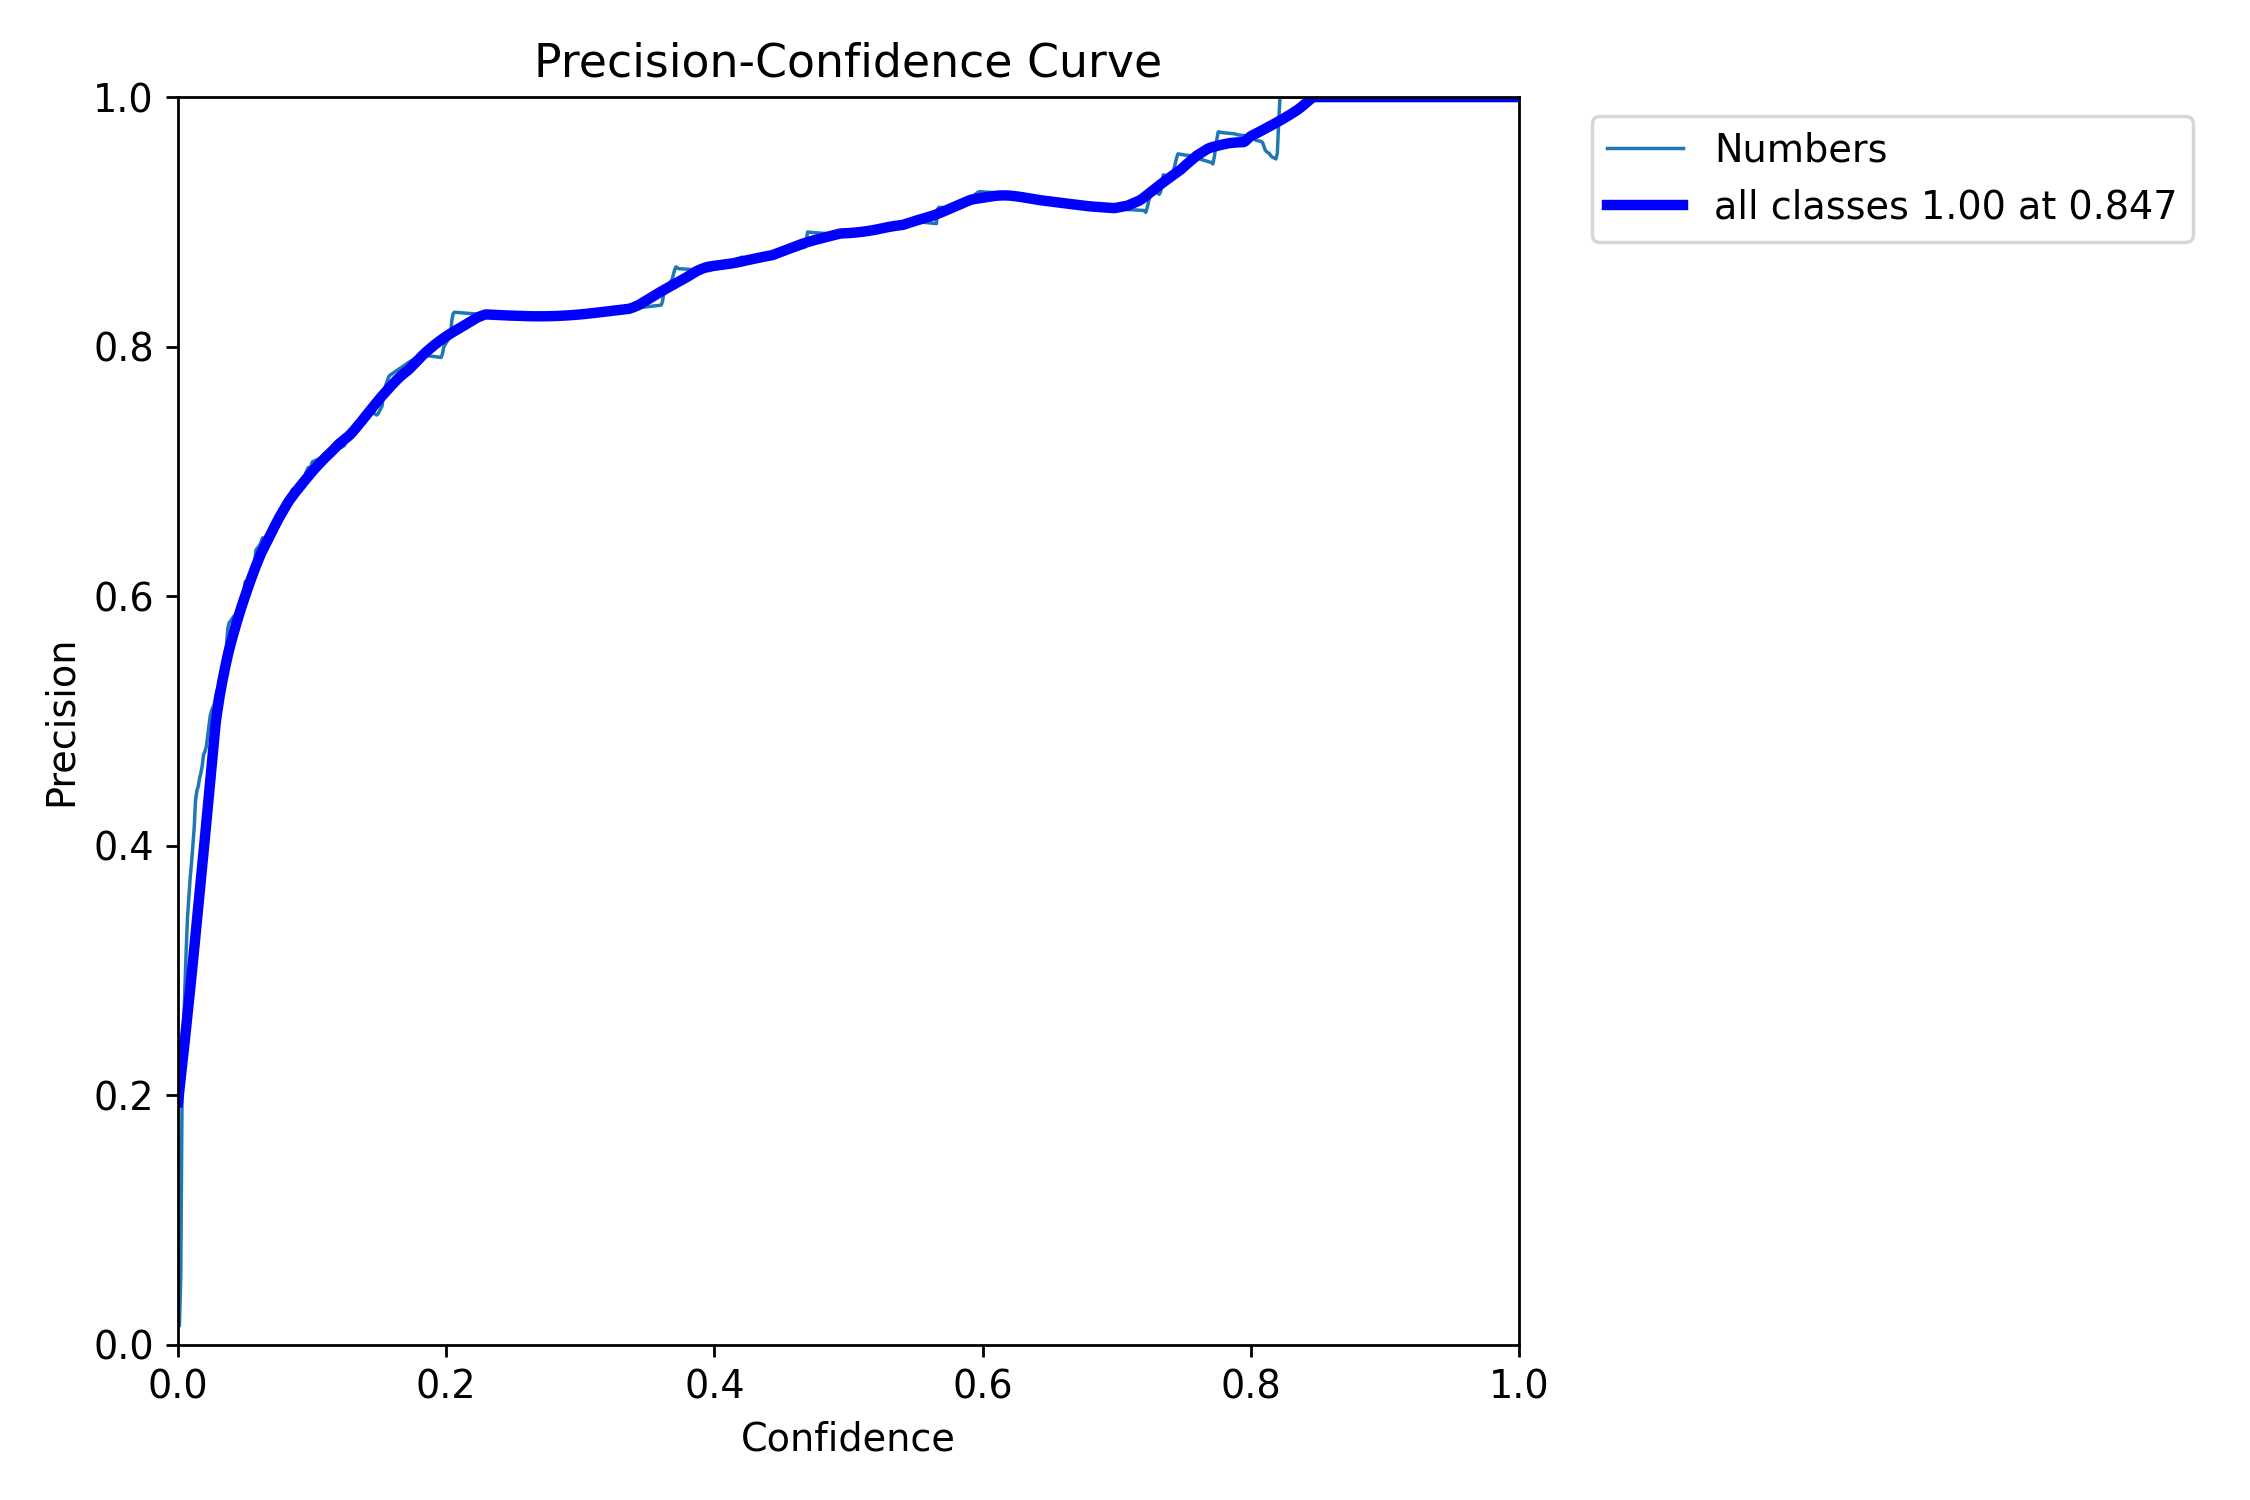 Precision-Confidence Curve
1.0
0.8
0.6
0.4
0.2
0.0
Precision
0.0 0.2 0.4 0.6 0.8 1.0
Confidence
Numbers
all classes 1.00 at 0.847